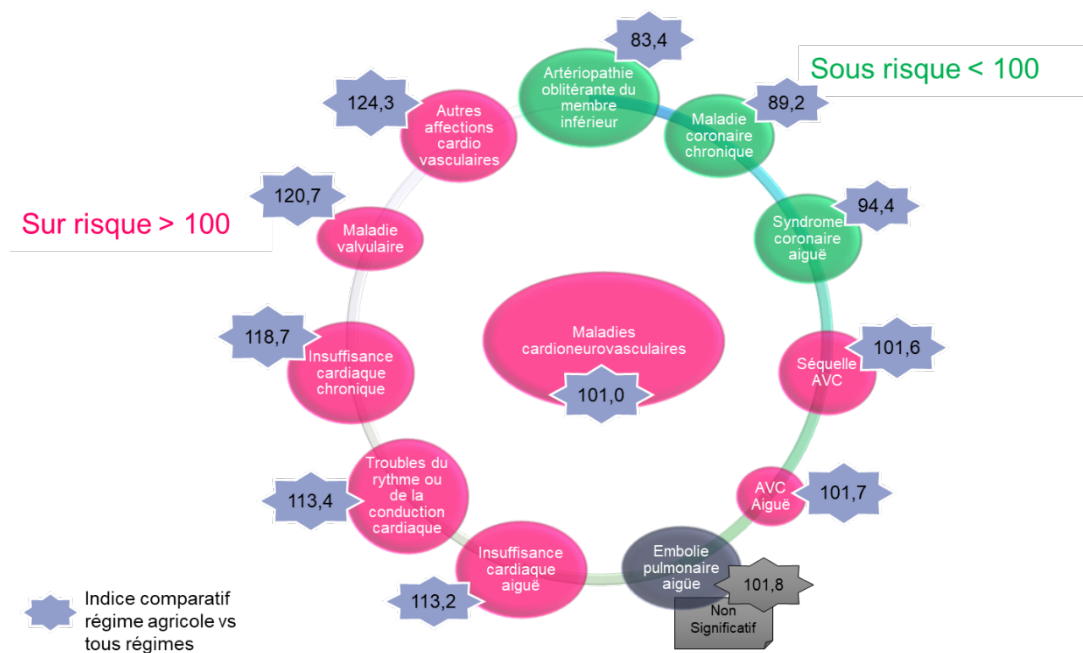 83,4
Artériopathie
oblitérante du
membre
inférieur
Sous risque < 100
89,2
Maladie
coronaire
chronique
94,4
Syndrome
coronaire
aiguë
101,6
Séquelle
AVC
101,7
AVC
Aiguë
101,8
Embolie
pulmonaire
aigüe
Non
Significatif
113,2
Insuffisance
cardiaque
aiguë
113,4
Troubles du
rythme ou
de la
conduction
cardiaque
118,7
Insuffisance
cardiaque
chronique
Sur risque > 100
120,7
Maladie
valvulaire
124,3
Autres
affections
cardio
vasculaires
Maladies
cardioneurovasculaires
101,0
Indice comparatif
régime agricole vs
tous régimes